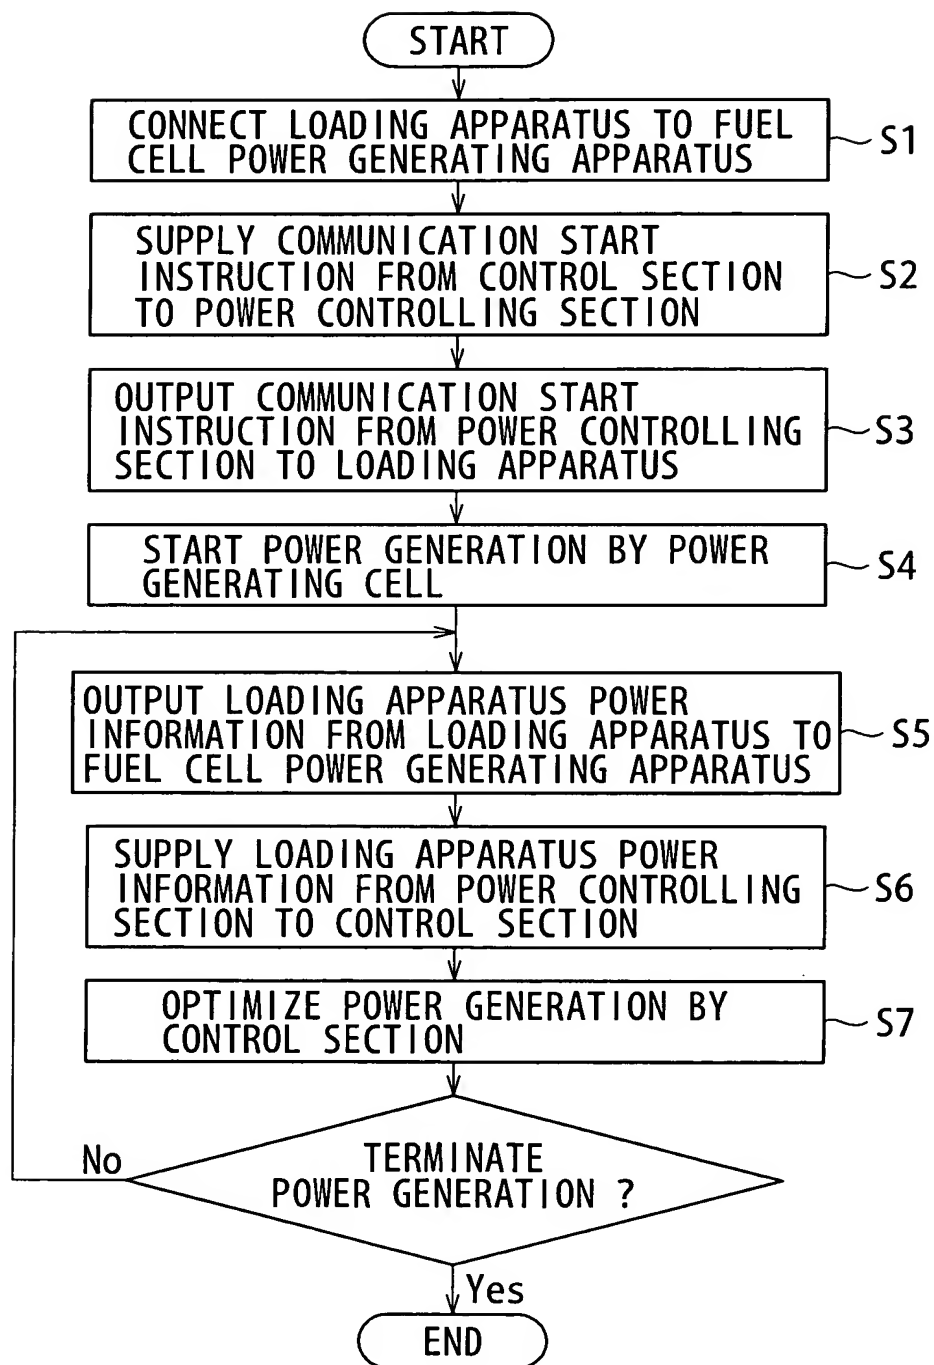 START
CONNECT LOADING APPARATUS TO FUEL
CELL POWER GENERATING APPARATUS
S1
SUPPLY COMMUNICATION START
INSTRUCTION FROM CONTROL SECTION
TO POWER CONTROLLING SECTION
S2
OUTPUT COMMUNICATION START
INSTRUCTION FROM POWER CONTROLLING
SECTION TO LOADING APPARATUS
S3
START POWER GENERATION BY POWER
GENERATING CELL
S4
OUTPUT LOADING APPARATUS POWER
INFORMATION FROM LOADING APPARATUS TO
FUEL CELL POWER GENERATING APPARATUS
S5
SUPPLY LOADING APPARATUS POWER
INFORMATION FROM POWER CONTROLLING
SECTION TO CONTROL SECTION
S6
OPTIMIZE POWER GENERATION BY
CONTROL SECTION
S7
No
TERMINATE
POWER GENERATION ?
Yes
END